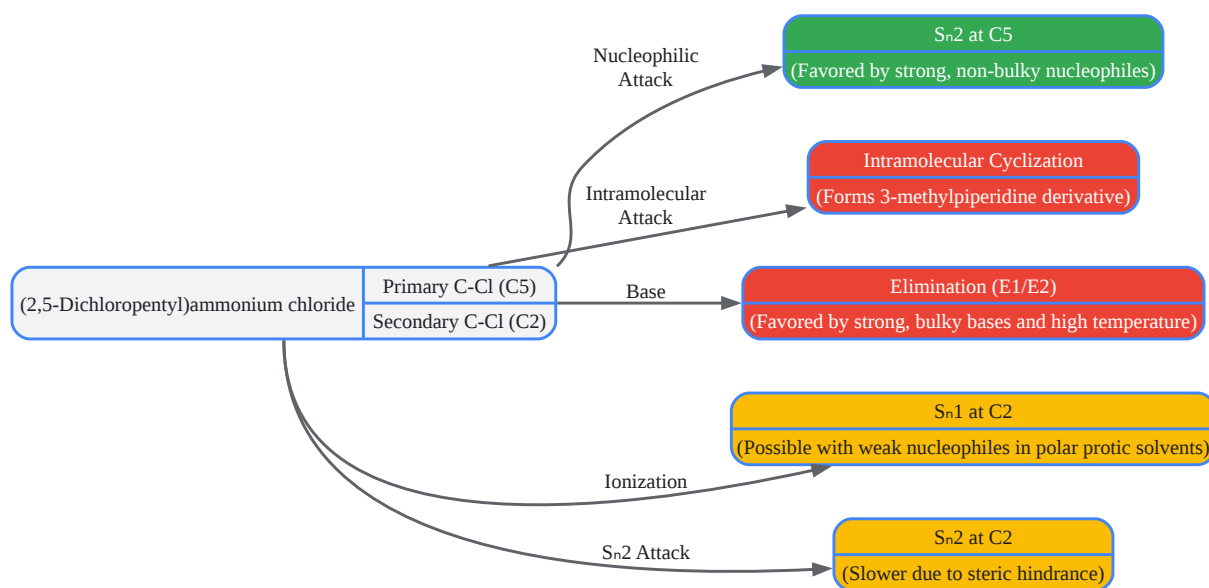 Sₙ2 at C5
(Favored by strong, non-bulky nucleophiles)
Nucleophilic
Attack
Intramolecular Cyclization
(Forms 3-methylpiperidine derivative)
Intramolecular
Attack
(2,5-Dichloropentyl)ammonium chloride
Primary C-Cl (C5)
Secondary C-Cl (C2)
Base
Elimination (E1/E2)
(Favored by strong, bulky bases and high temperature)
Sₙ1 at C2
(Possible with weak nucleophiles in polar protic solvents)
Ionization
Sₙ2 at C2
(Slower due to steric hindrance)
Sₙ2 Attack